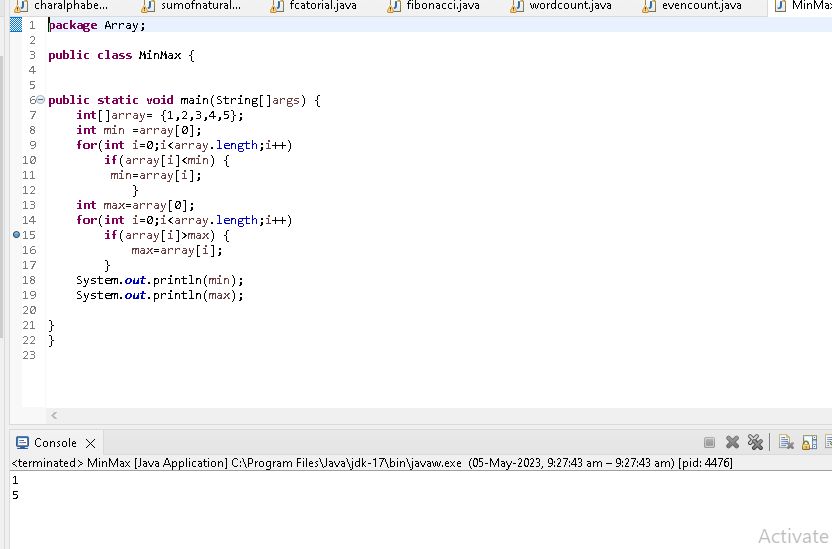 charalphabe... sumofnatural... fcatorial.java fibonacci.java wordcount.java evencount.java MinMax
1 package Array;
2
3 public class MinMax {
4
5
6 public static void main(String[]args) {
7 int[]array= {1,2,3,4,5};
8 int min =array[0];
9 for(int i=0;i<array.length;i++)
10 if(array[i]<min) {
11 min=array[i];
12 }
13 int max=array[0];
14 for(int i=0;i<array.length;i++)
15 if(array[i]>max) {
16 max=array[i];
17 }
18 System.out.println(min);
19 System.out.println(max);
20
21 }
22 }
23
Console
<terminated> MinMax [Java Application] C:\Program Files\Java\jdk-17\bin\javaw.exe (05-May-2023, 9:27:43 am – 9:27:43 am) [pid: 4476]
1
5
Activate